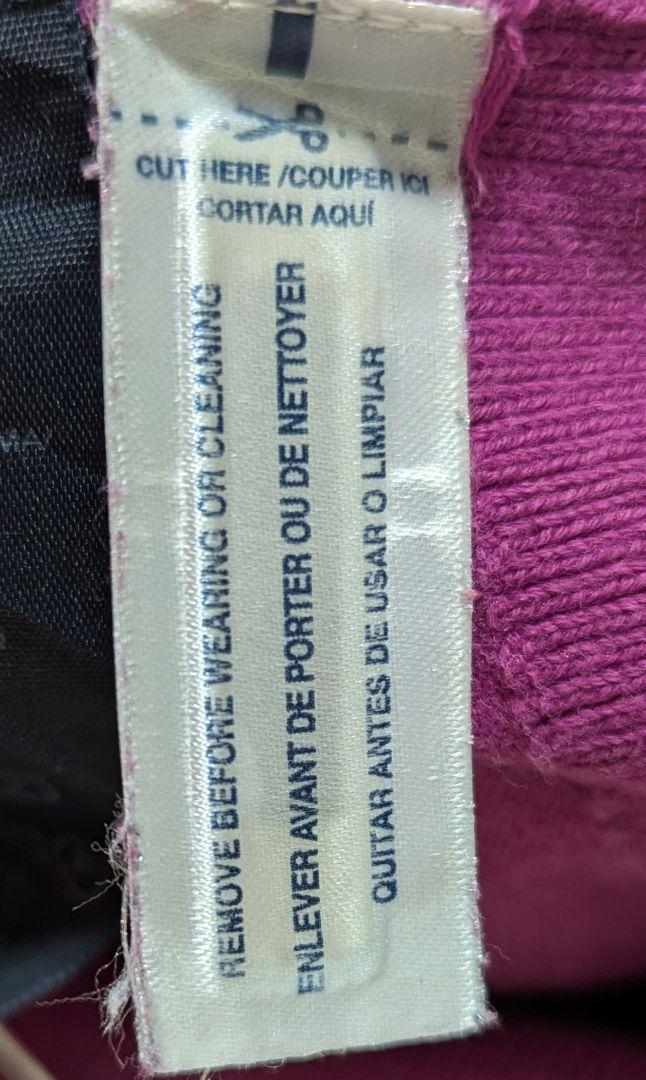 CUT HERE /COUPER ICI
CORTAR AQUÍ
REMOVE BEFORE WEARING OR CLEANING
ENLEVER AVANT DE PORTER OU DE NETTOYER
QUITAR ANTES DE USAR O LIMPIAR
MA/